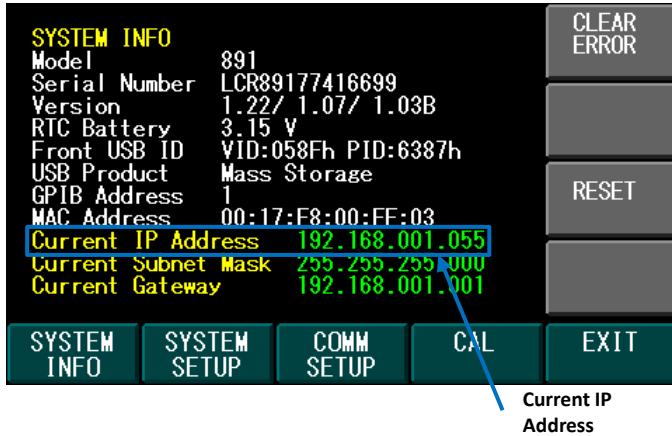 SYSTEM INFO
Model 891
Serial Number LCR89177416699
Version 1.22/ 1.07/ 1.03B
RTC Battery 3.15 V
Front USB ID VID:058Fh PID:6387h
USB Product Mass Storage
GPIB Address 1
MAC Address 00:17:F8:00:FF:03
Current IP Address 192.168.001.055
Current Subnet Mask 255.255.255.000
Current Gateway 192.168.001.001
CLEAR
ERROR
RESET
SYSTEM
INFO
SYSTEM
SETUP
COMM
SETUP
CAL
EXIT
Current IP
Address